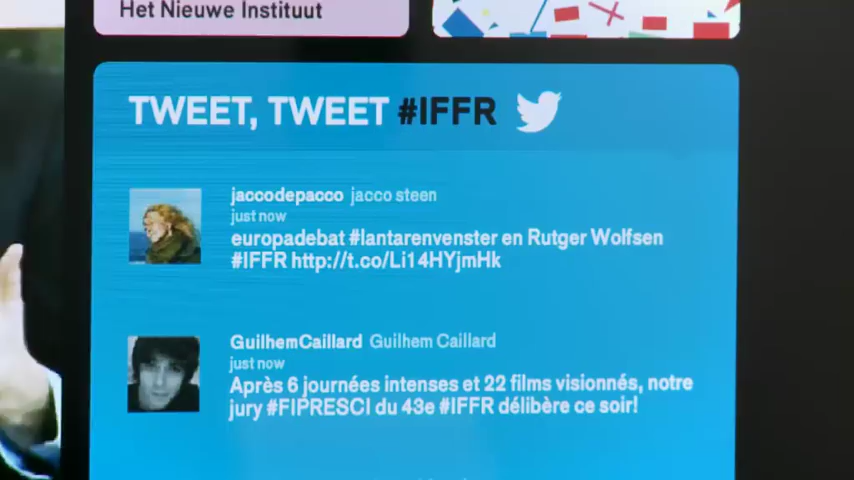 Het Nieuwe Instituut
TWEET, TWEET #IFFR
jaccodepacco jacco steen
just now
europadebat #lantarenvenster en Rutger Wolfsen
#IFFR http://t.co/Li14HYjmHk
GuilhemCaillard Guilhem Caillard
just now
Après 6 journées intenses et 22 films visionnés, notre
jury #FIPRESCI du 43e #IFFR délibère ce soir!